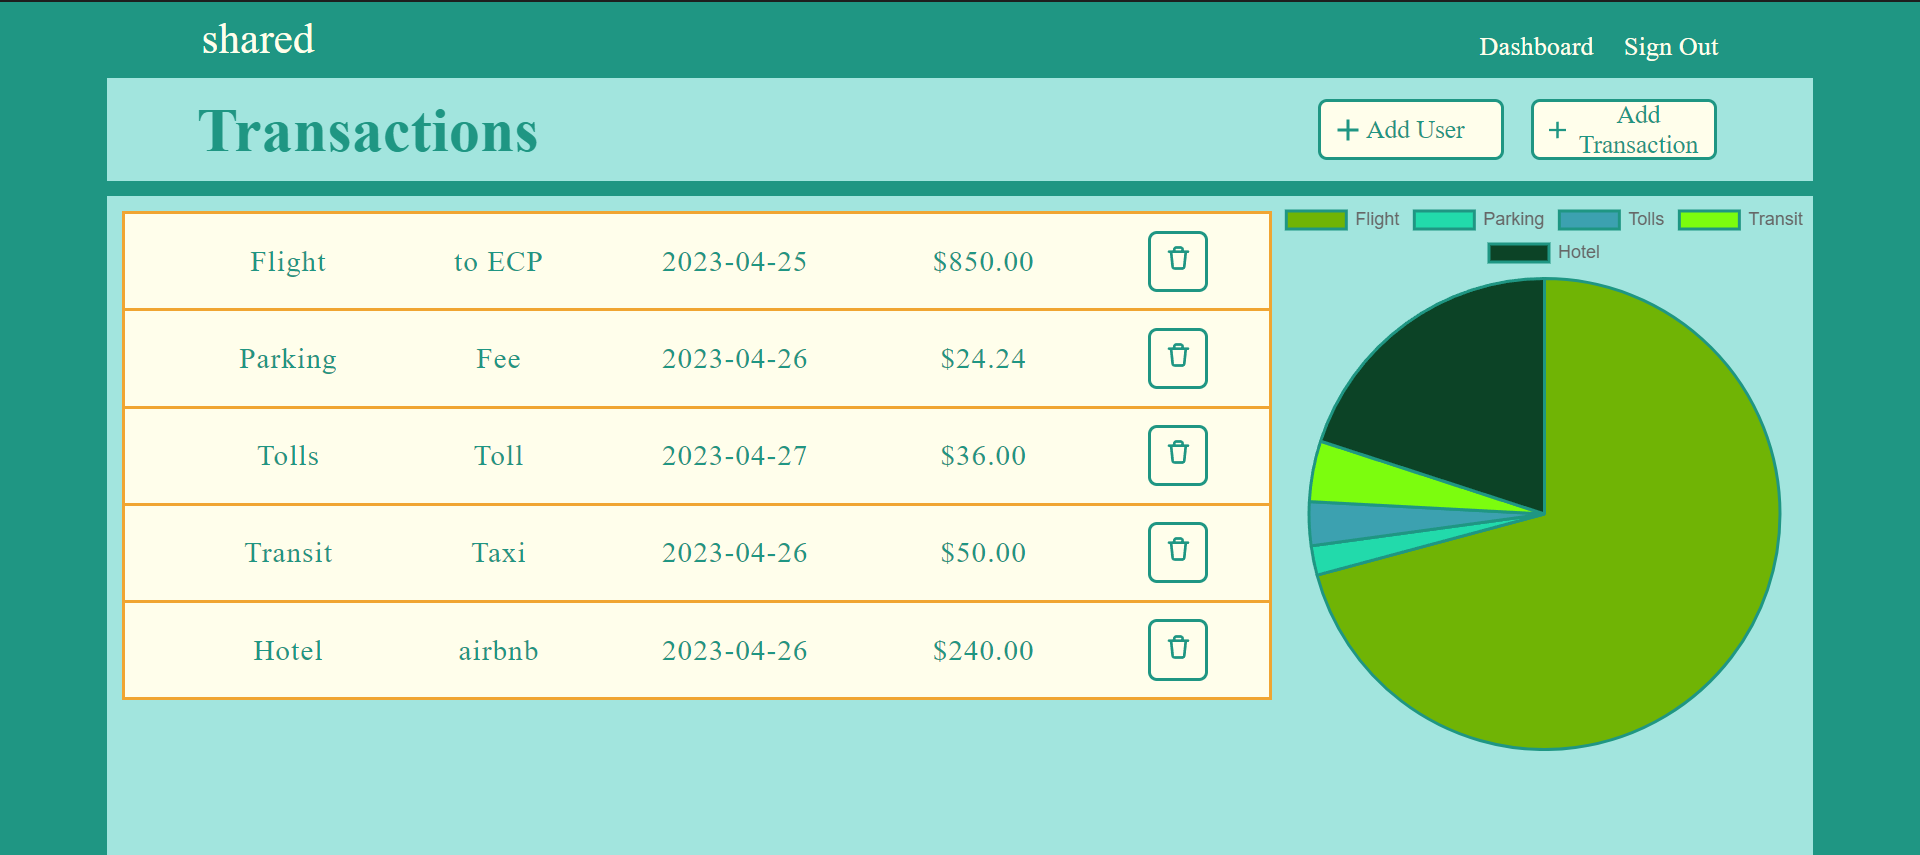 shared
Dashboard Sign Out
Transactions
Add User
Add
Transaction
Flight to ECP 2023-04-25 $850.00
Parking Fee 2023-04-26 $24.24
Tolls Toll 2023-04-27 $36.00
Transit Taxi 2023-04-26 $50.00
Hotel airbnb 2023-04-26 $240.00
Flight Parking Tolls Transit
Hotel